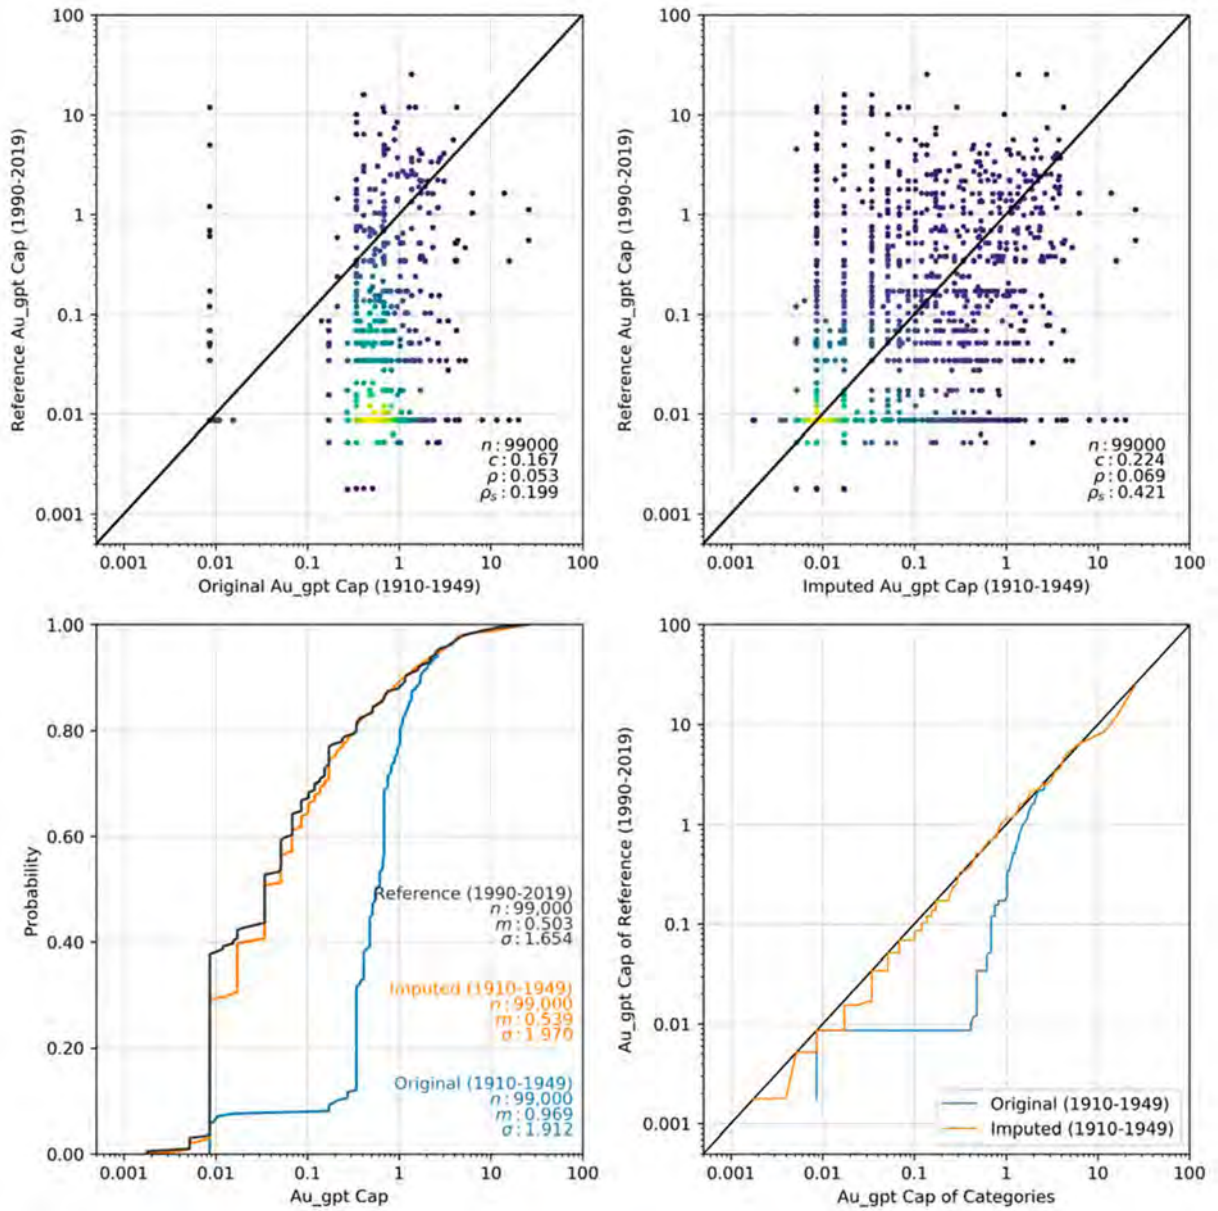 100
10
1
0.1
0.01
0.001
Reference Au_gpt Cap (1990-2019)
n : 99000
c : 0.167
ρ : 0.053
ρs : 0.199
0.001 0.01 0.1 1 10 100
Original Au_gpt Cap (1910-1949)
100
10
1
0.1
0.01
0.001
Reference Au_gpt Cap (1990-2019)
n : 99000
c : 0.224
ρ : 0.069
ρs : 0.421
0.001 0.01 0.1 1 10 100
Imputed Au_gpt Cap (1910-1949)
1.00
0.80
0.60
0.40
0.20
0.00
Probability
Reference (1990-2019)
n : 99,000
m : 0.503
σ : 1.654
Imputed (1910-1949)
n : 99,000
m : 0.539
σ : 1.970
Original (1910-1949)
n : 99,000
m : 0.969
σ : 1.912
0.001 0.01 0.1 1 10 100
Au_gpt Cap
100
10
1
0.1
0.01
0.001
Au_gpt Cap of Reference (1990-2019)
Original (1910-1949)
Imputed (1910-1949)
0.001 0.01 0.1 1 10 100
Au_gpt Cap of Categories